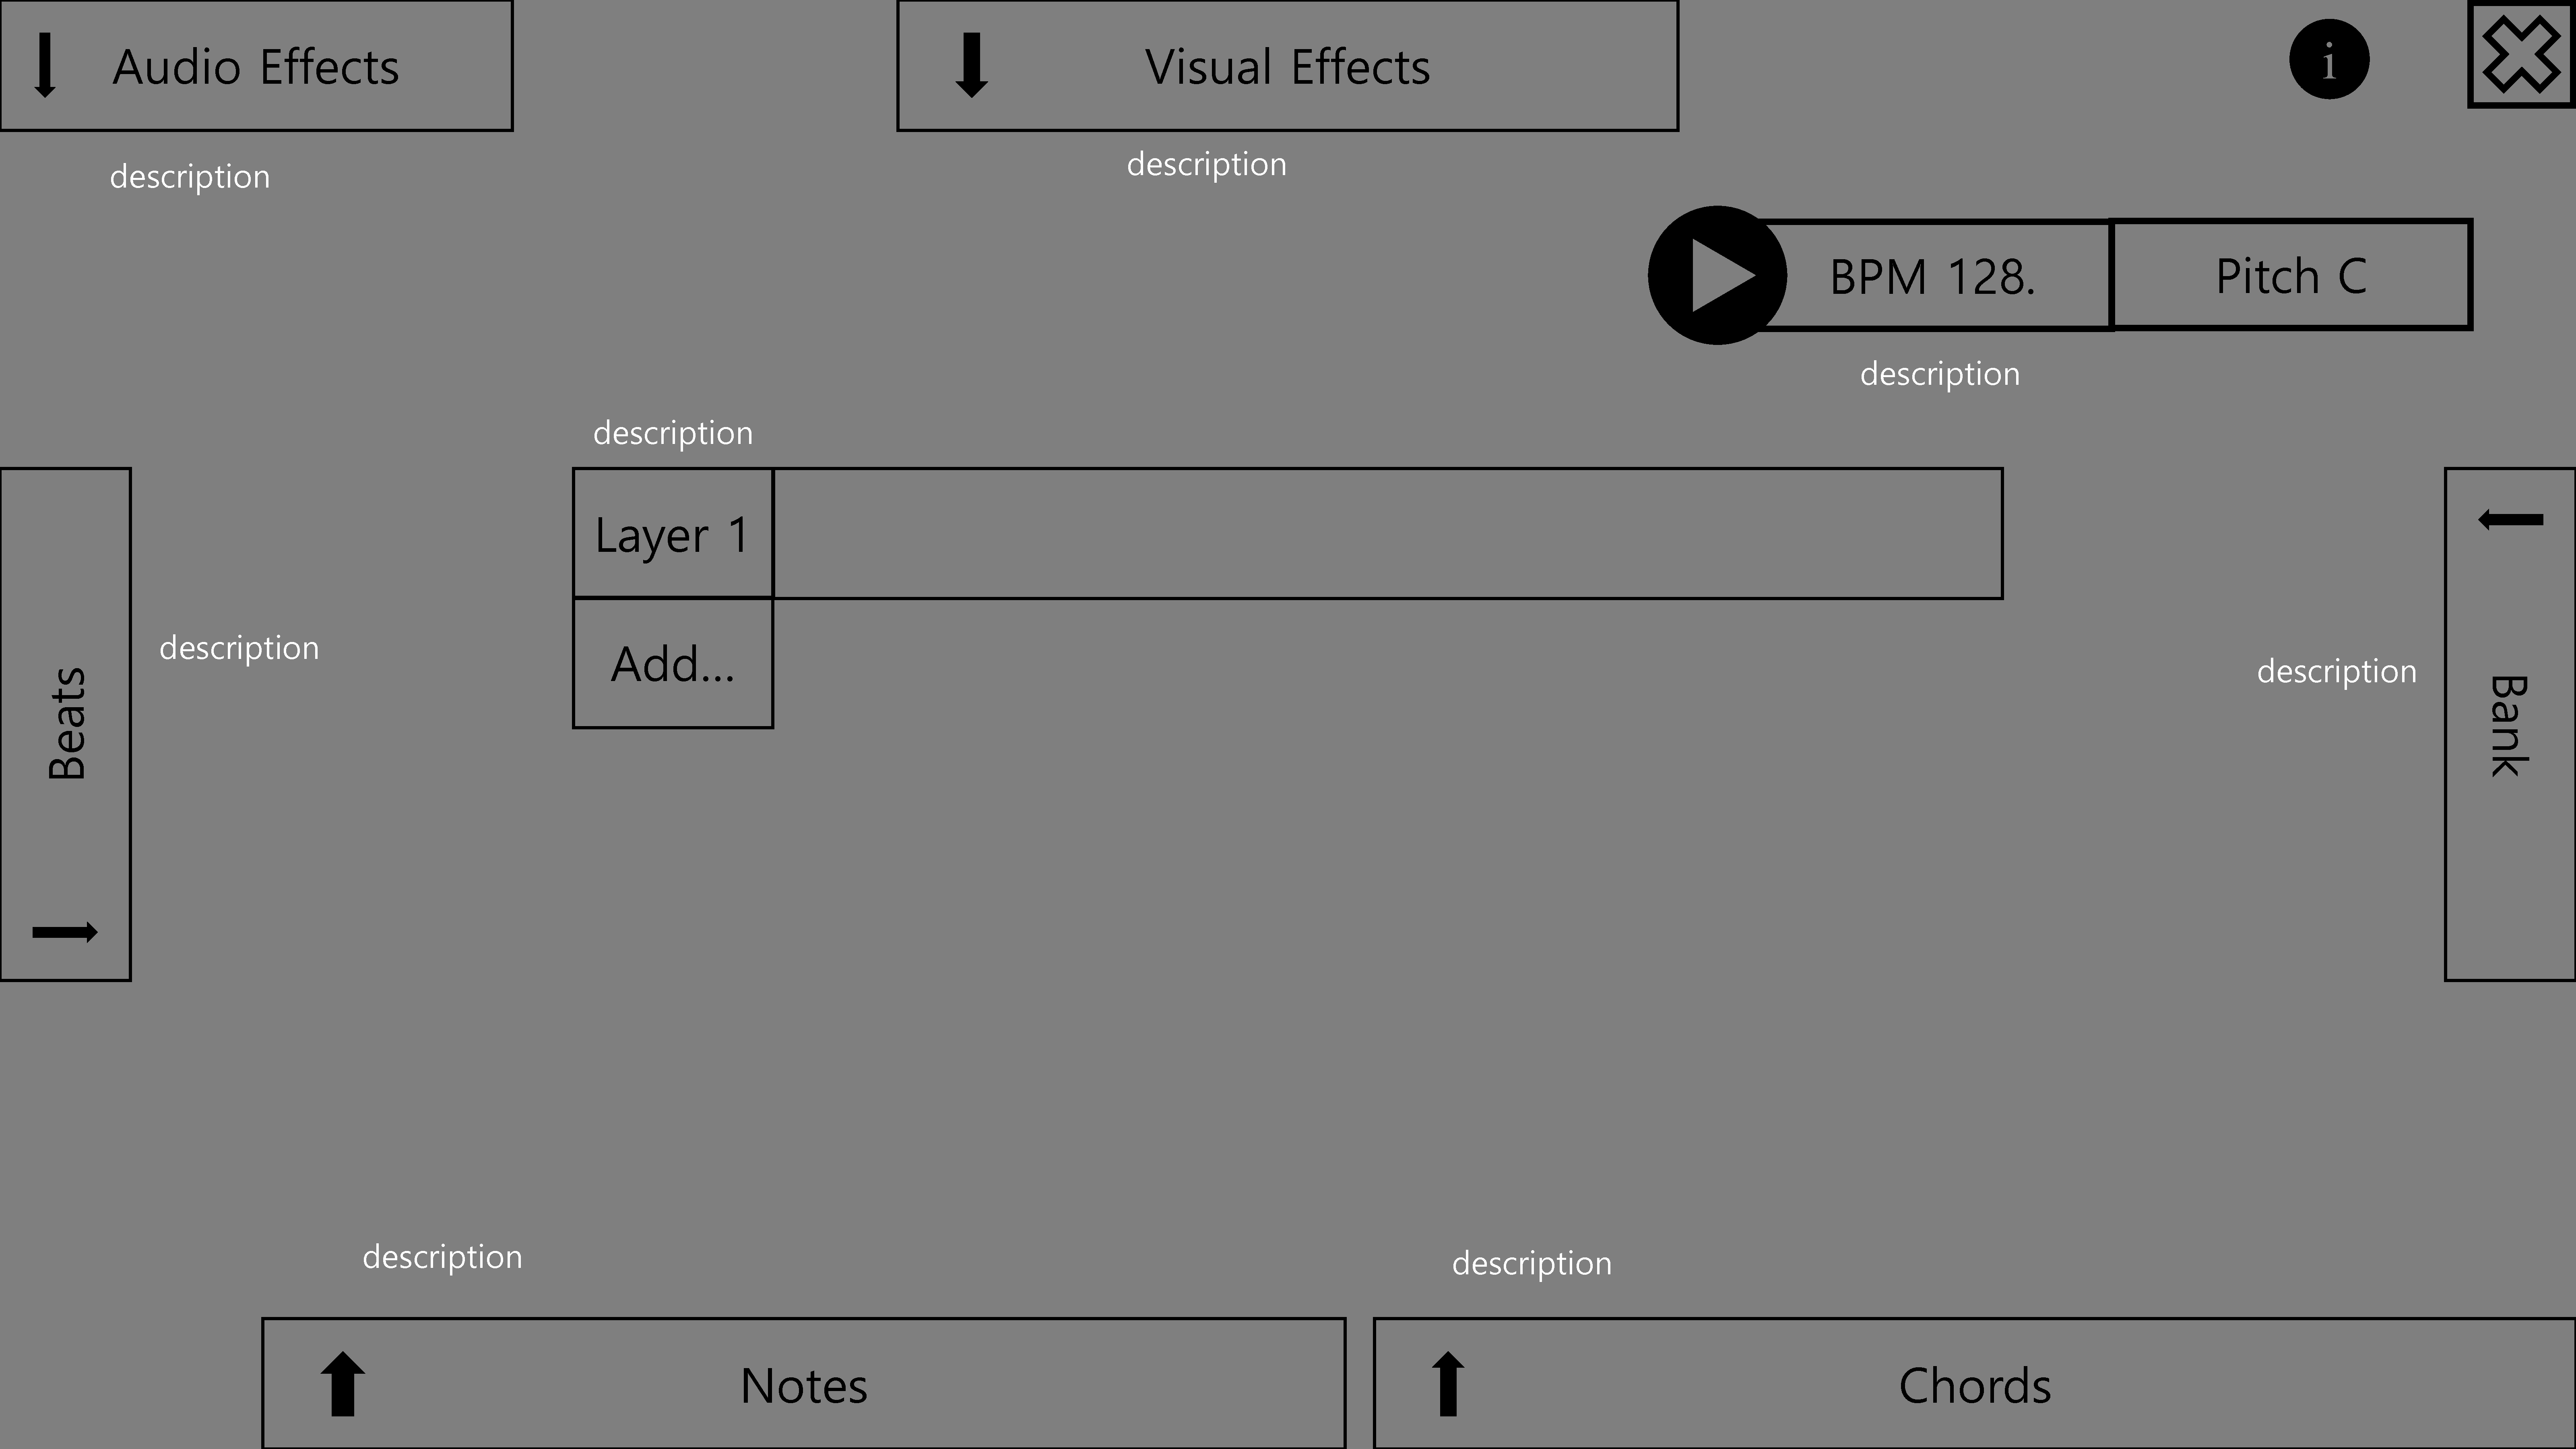 Audio Effects
Visual Effects
i
description
description
BPM 128.
Pitch C
description
description
Layer 1
Add...
Beats
description
description
Bank
description
description
Notes
Chords